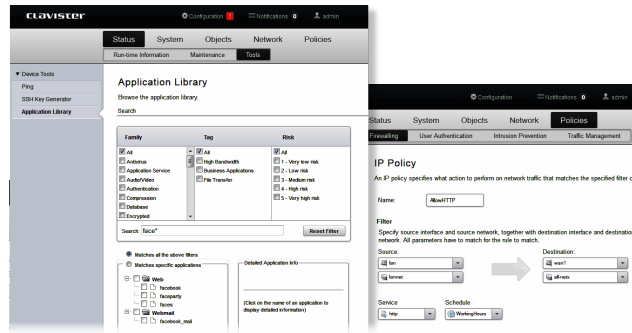 CLAVISTER
Configuration 1 Notifications 0 admin
Status System Objects Network Policies
Run-time Information Maintenance Tools
Device Tools
Ping
SSH Key Generator
Application Library
Application Library
Browse the application library.
Search
Family Tag Risk
All All All
Antivirus High Bandwidth 1 - Very low risk
Application Service Business Applications 2 - Low risk
Audio/Video File Transfer 3 - Medium risk
Authentication 4 - High risk
Compression 5 - Very high risk
Database
Encrypted
Search: face* Reset Filter
Matches all the above filters
Matches specific applications
Web
facebook
faceparty
faces
Webmail
facebook_mail
Detailed Application Info
(Click on the name of an application to
display detailed information)
Configuration Notifications 0 admin
Status System Objects Network Policies
Firewalling User Authentication Intrusion Prevention Traffic Management
IP Policy
An IP policy specifies what action to perform on network traffic that matches the specified filter c
Name: AllowHTTP
Filter
Specify source interface and source network, together with destination interface and destination
network. All parameters have to match for the rule to match.
Source: Destination:
lan wan1
lannet all-nets
Service Schedule
http WorkingHours